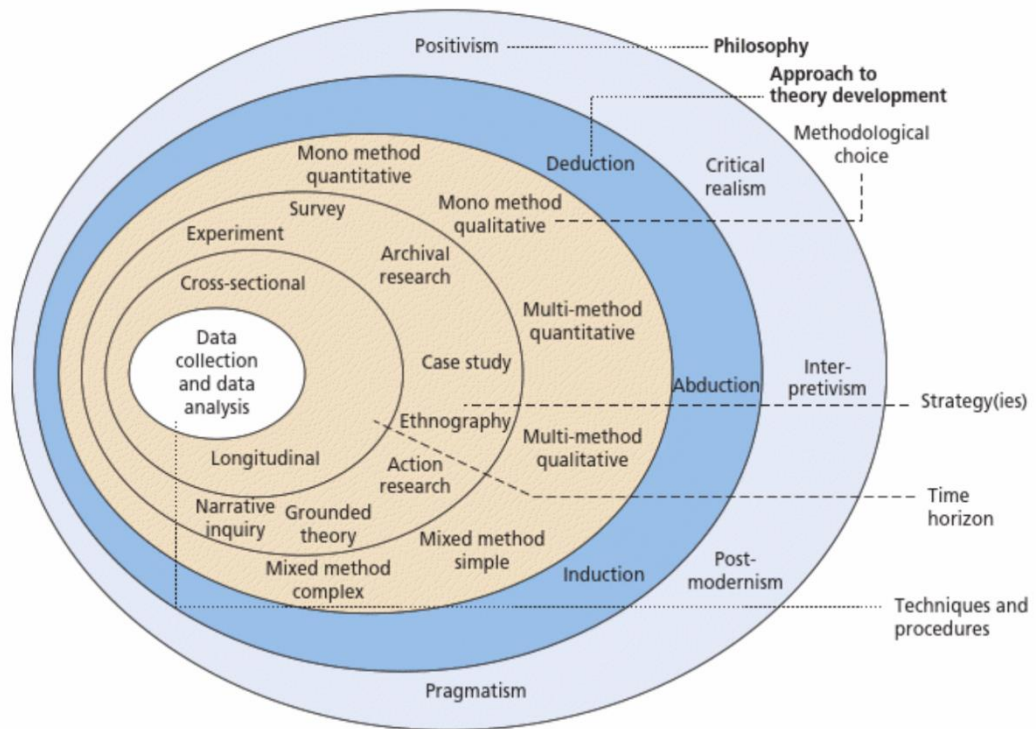 Positivism
Philosophy
Approach to
theory development
Methodological
choice
Deduction
Critical
realism
Mono method
quantitative
Mono method
qualitative
Survey
Experiment
Archival
research
Cross-sectional
Multi-method
quantitative
Data
collection
and data
analysis
Case study
Abduction
Inter-
pretivism
Strategy(ies)
Ethnography
Multi-method
qualitative
Longitudinal
Action
research
Time
horizon
Narrative
inquiry
Grounded
theory
Mixed method
simple
Mixed method
complex
Induction
Post-
modernism
Techniques and
procedures
Pragmatism